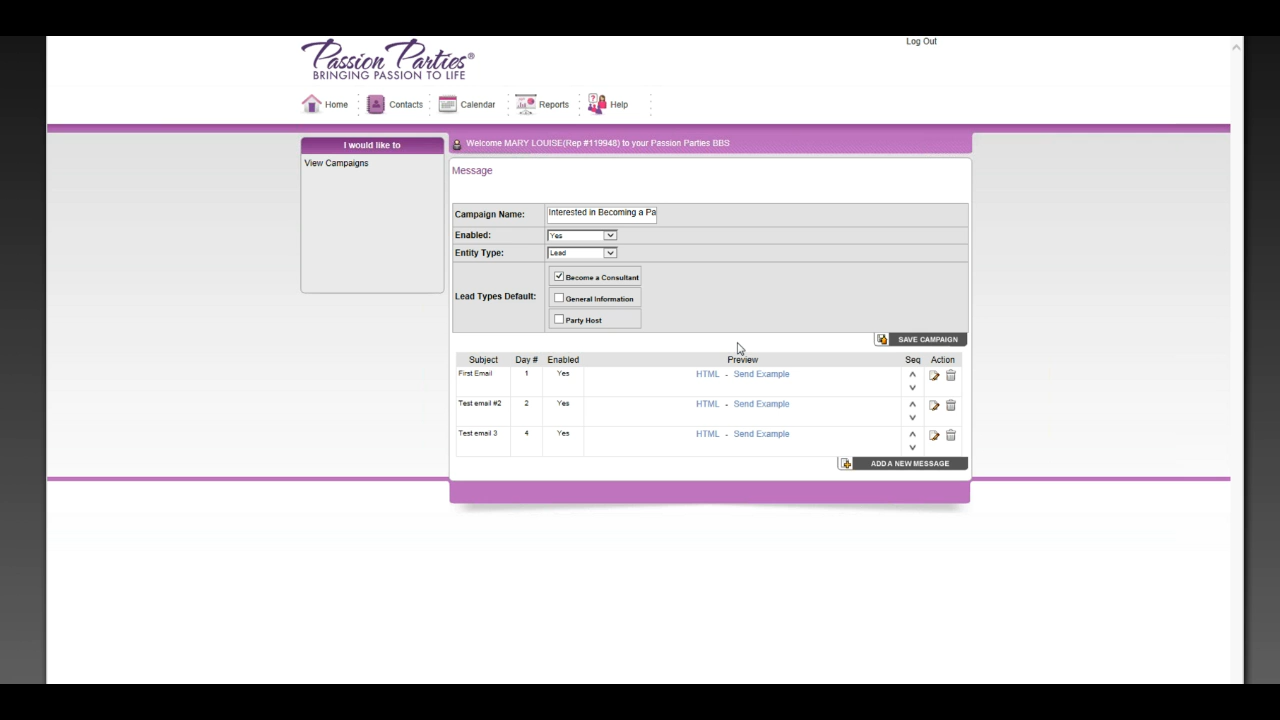 Log Out
Passion Parties®
BRINGING PASSION TO LIFE
Home Contacts Calendar Reports Help
I would like to
View Campaigns
Welcome MARY LOUISE(Rep #119948) to your Passion Parties BBS
Message
Campaign Name: Interested in Becoming a Pa
Enabled: Yes
Entity Type: Lead
Lead Types Default:
Become a Consultant
General Information
Party Host
SAVE CAMPAIGN
Subject Day # Enabled Preview Seq Action
First Email 1 Yes HTML - Send Example
Test email #2 2 Yes HTML - Send Example
Test email 3 4 Yes HTML - Send Example
ADD A NEW MESSAGE